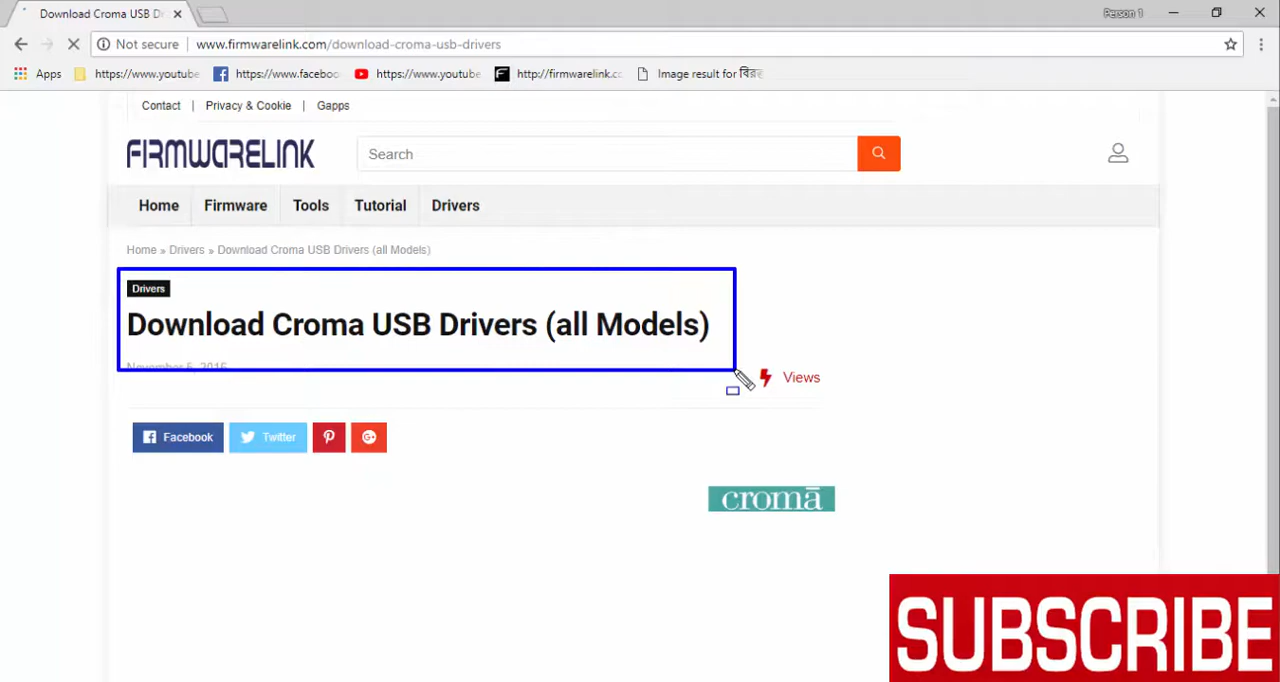 Download Croma USB Dr
Person 1
Not secure www.firmwarelink.com/download-croma-usb-drivers
Apps https://www.youtube https://www.faceboo https://www.youtube http://firmwarelink.cc Image result for বির
Contact | Privacy & Cookie | Gapps
FIRMWARELINK
Search
Home Firmware Tools Tutorial Drivers
Home » Drivers » Download Croma USB Drivers (all Models)
Drivers
Download Croma USB Drivers (all Models)
Views
Facebook Twitter
cromā
SUBSCRIBE